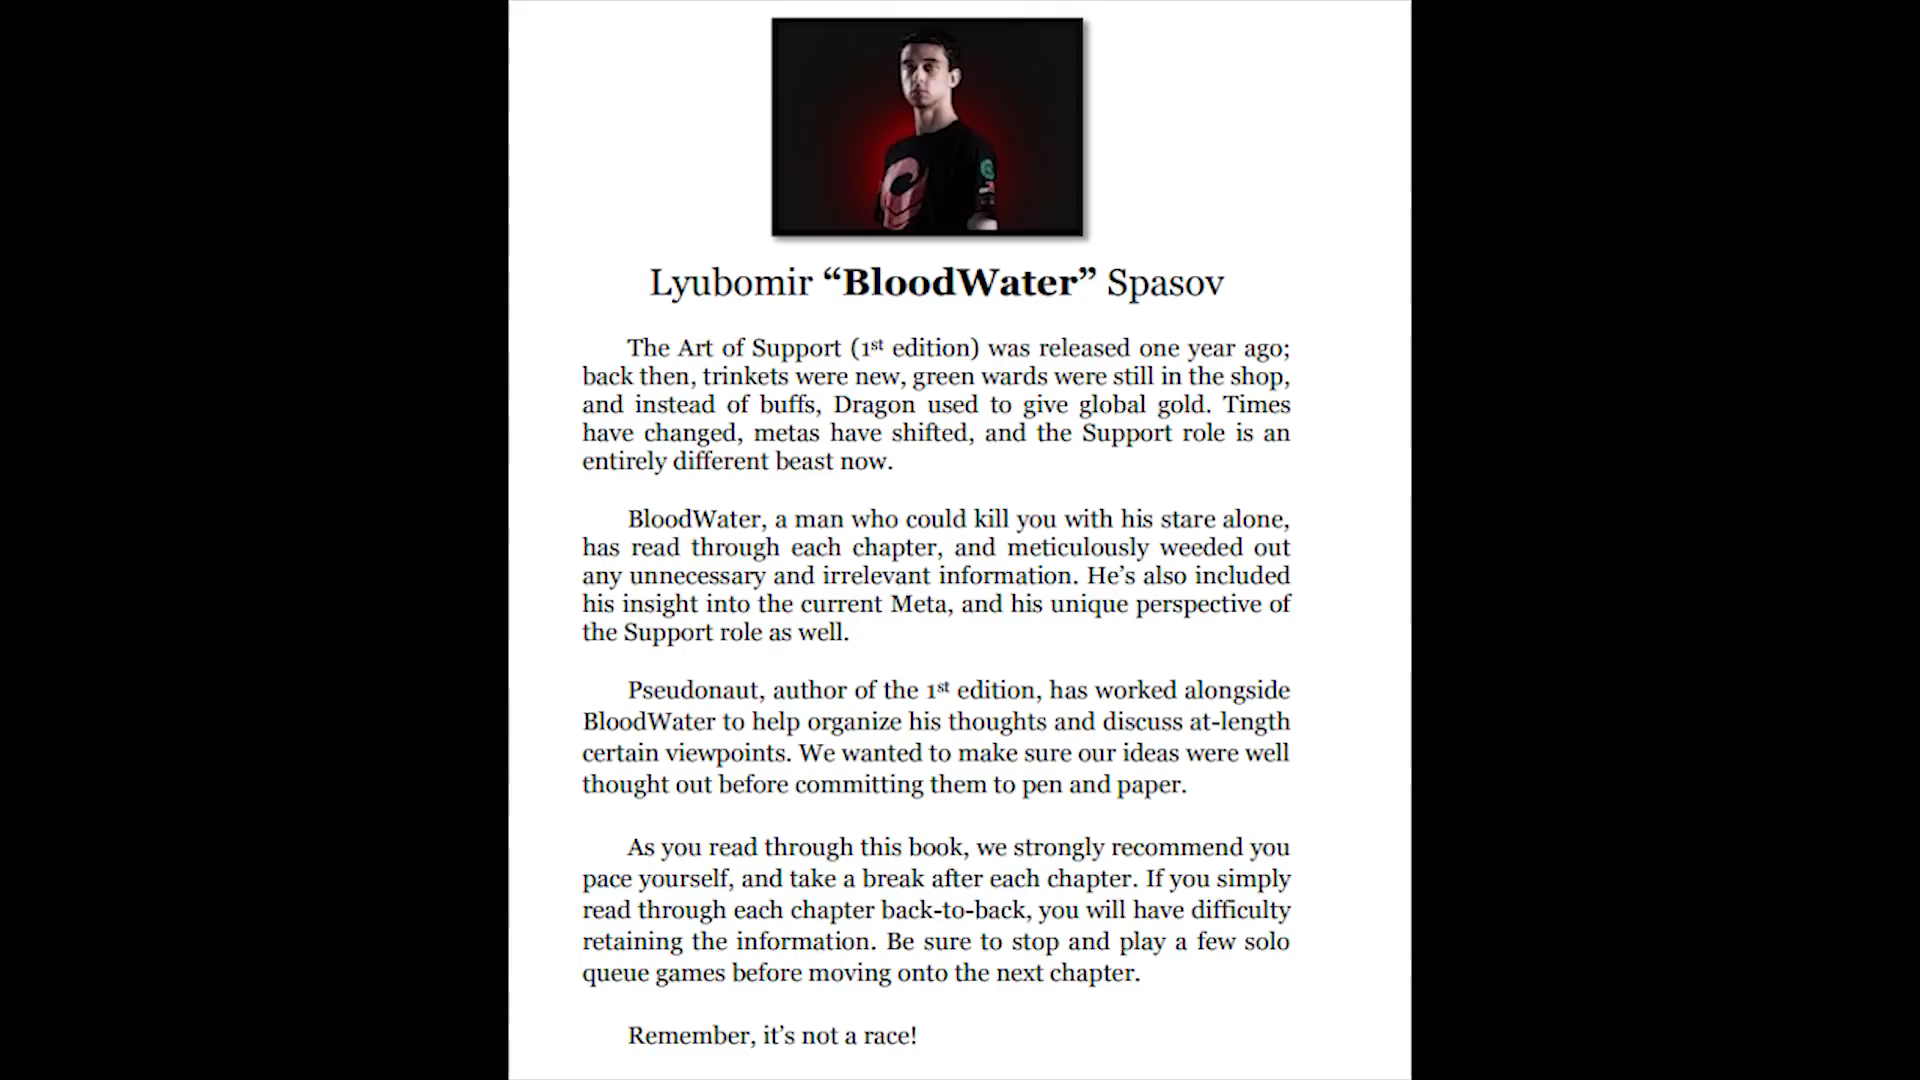 Lyubomir “BloodWater” Spasov
The Art of Support (1st edition) was released one year ago;
back then, trinkets were new, green wards were still in the shop,
and instead of buffs, Dragon used to give global gold. Times
have changed, metas have shifted, and the Support role is an
entirely different beast now.
BloodWater, a man who could kill you with his stare alone,
has read through each chapter, and meticulously weeded out
any unnecessary and irrelevant information. He’s also included
his insight into the current Meta, and his unique perspective of
the Support role as well.
Pseudonaut, author of the 1st edition, has worked alongside
BloodWater to help organize his thoughts and discuss at-length
certain viewpoints. We wanted to make sure our ideas were well
thought out before committing them to pen and paper.
As you read through this book, we strongly recommend you
pace yourself, and take a break after each chapter. If you simply
read through each chapter back-to-back, you will have difficulty
retaining the information. Be sure to stop and play a few solo
queue games before moving onto the next chapter.
Remember, it’s not a race!